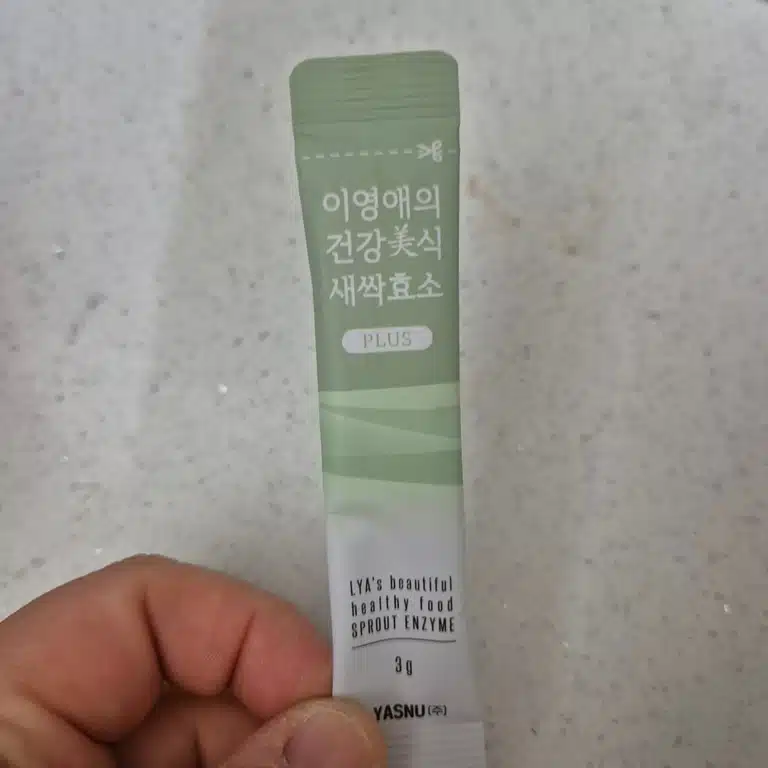 이영애의
건강美식
새싹효소
PLUS
LYA's beautiful
healthy food
SPROUT ENZYME
3g
YASNU(주)